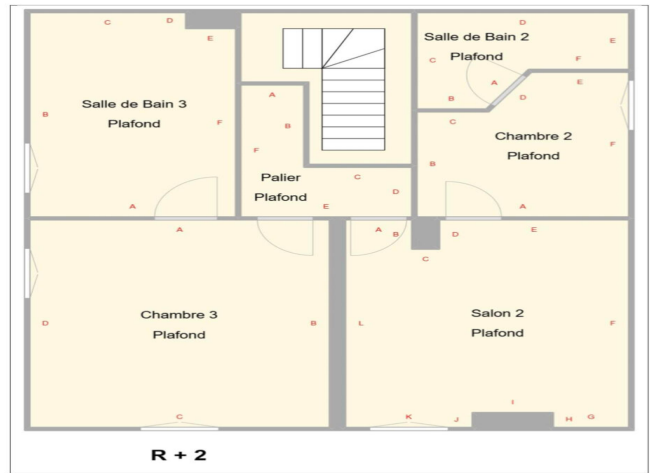 C D E
B
Salle de Bain 3
Plafond
F
A
A
B
F
C
Palier
Plafond
D
E
D
Salle de Bain 2
Plafond
E
F
C
A
B
D
E
C
Chambre 2
Plafond
F
B
A
A
Chambre 3
Plafond
D
B
C
A
B
C
D
E
Salon 2
Plafond
L
F
I
K
J
H
G
R + 2